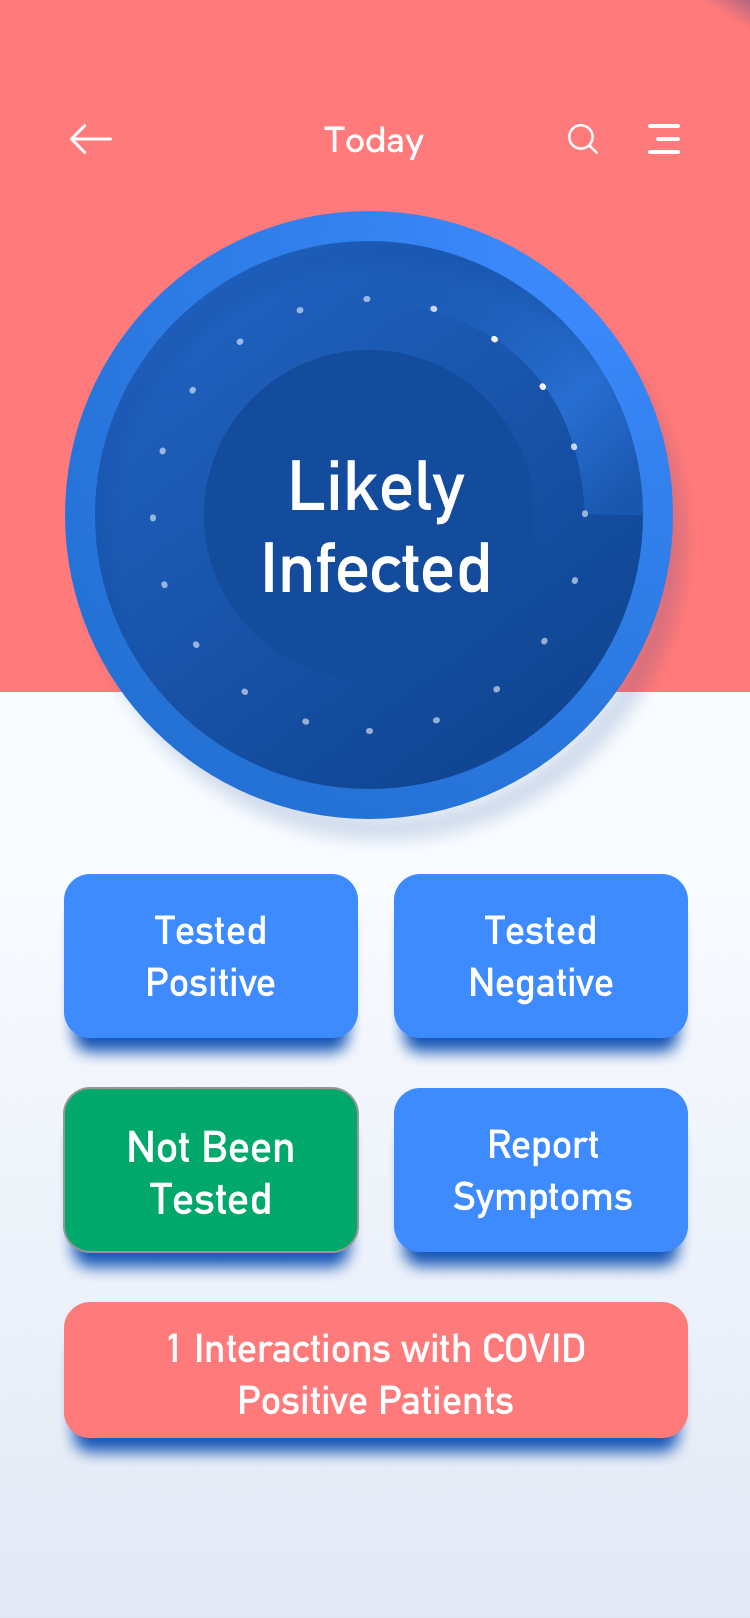 Today
Likely
Infected
Tested
Positive
Tested
Negative
Not Been
Tested
Report
Symptoms
1 Interactions with COVID
Positive Patients